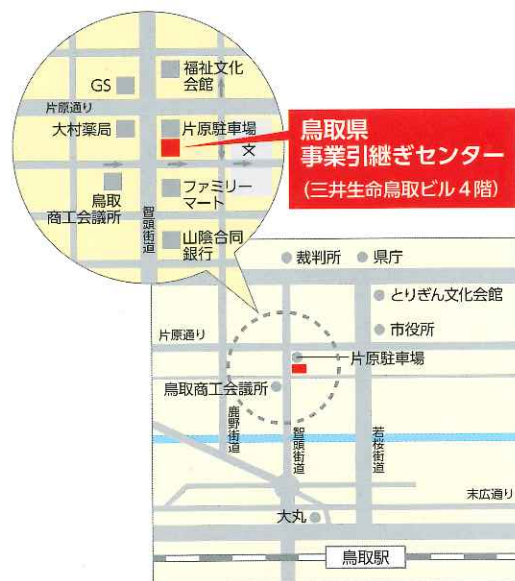 福祉文化
会館
GS
片原通り
大村薬局
片原駐車場
文
鳥取県
事業引継ぎセンター
(三井生命鳥取ビル4階)
鳥取
商工会議所
ファミリー
マート
智頭街道
山陰合同
銀行
裁判所
県庁
とりぎん文化会館
市役所
片原通り
片原駐車場
鳥取商工会議所
鹿野街道
智頭街道
若桜街道
末広通り
大丸
鳥取駅